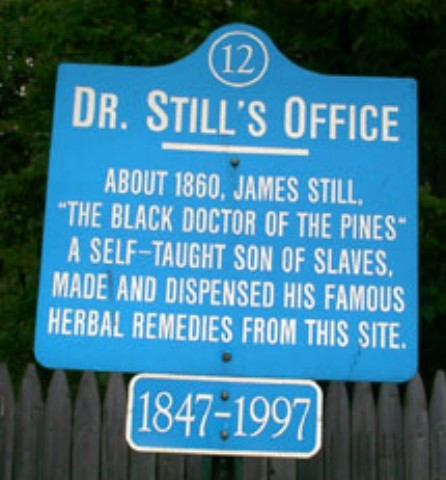 12
DR. STILL'S OFFICE
ABOUT 1860, JAMES STILL,
"THE BLACK DOCTOR OF THE PINES"
A SELF-TAUGHT SON OF SLAVES,
MADE AND DISPENSED HIS FAMOUS
HERBAL REMEDIES FROM THIS SITE.
1847-1997